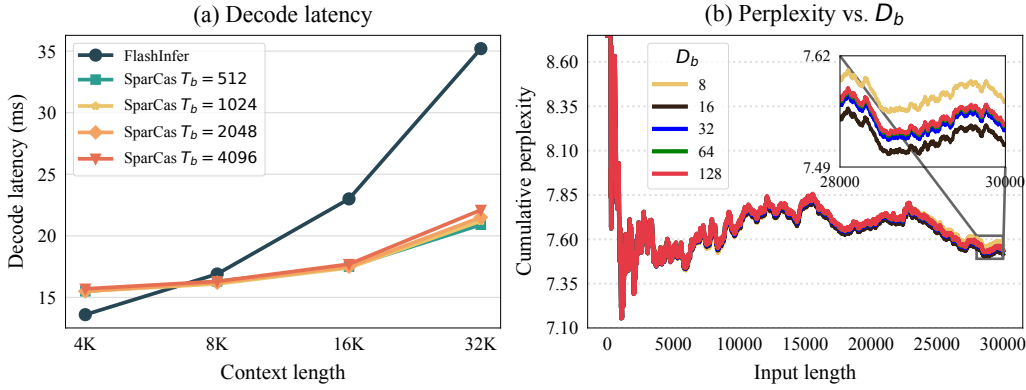 (a) Decode latency
Decode latency (ms)
35
30
25
20
15
FlashInfer
SparCas T_b = 512
SparCas T_b = 1024
SparCas T_b = 2048
SparCas T_b = 4096
4K 8K 16K 32K
Context length
(b) Perplexity vs. D_b
Cumulative perplexity
8.60
8.35
8.10
7.85
7.60
7.35
7.10
D_b
8
16
32
64
128
7.62
7.49
28000 30000
0 5000 10000 15000 20000 25000 30000
Input length